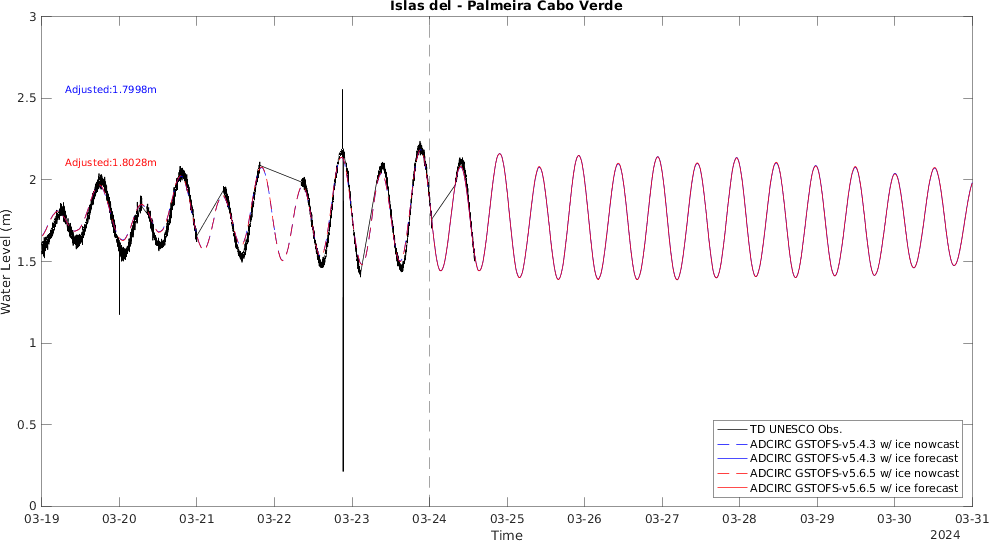 Islas del - Palmeira Cabo Verde
3
2.5
2
1.5
1
0.5
0
Water Level (m)
Adjusted:1.7998m
Adjusted:1.8028m
TD UNESCO Obs.
ADCIRC GSTOFS-v5.4.3 w/ ice nowcast
ADCIRC GSTOFS-v5.4.3 w/ ice forecast
ADCIRC GSTOFS-v5.6.5 w/ ice nowcast
ADCIRC GSTOFS-v5.6.5 w/ ice forecast
03-19 03-20 03-21 03-22 03-23 03-24 03-25 03-26 03-27 03-28 03-29 03-30 03-31
Time
2024